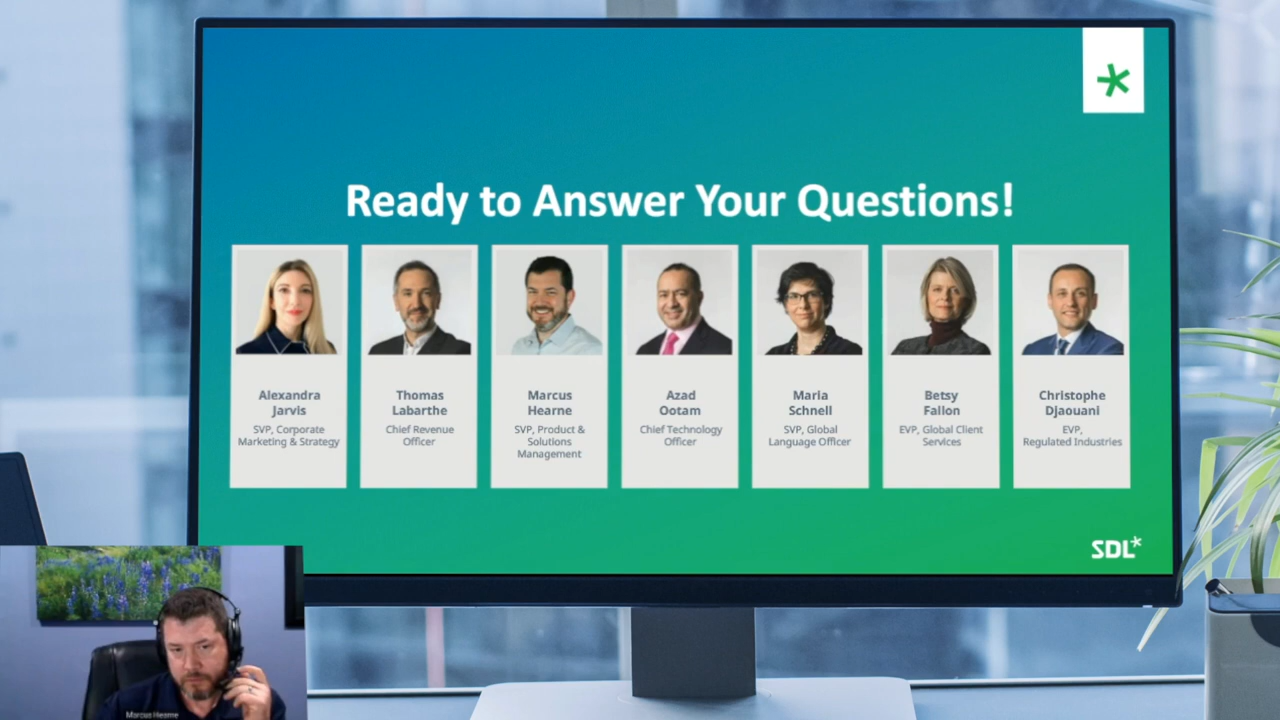 Ready to Answer Your Questions!
Alexandra
Jarvis
SVP, Corporate
Marketing & Strategy
Thomas
Labarthe
Chief Revenue
Officer
Marcus
Hearne
SVP, Product &
Solutions
Management
Azad
Ootam
Chief Technology
Officer
Maria
Schnell
SVP, Global
Language Officer
Betsy
Fallon
EVP, Global Client
Services
Christophe
Djaouani
EVP,
Regulated Industries
SDL*
Marcus Hearne